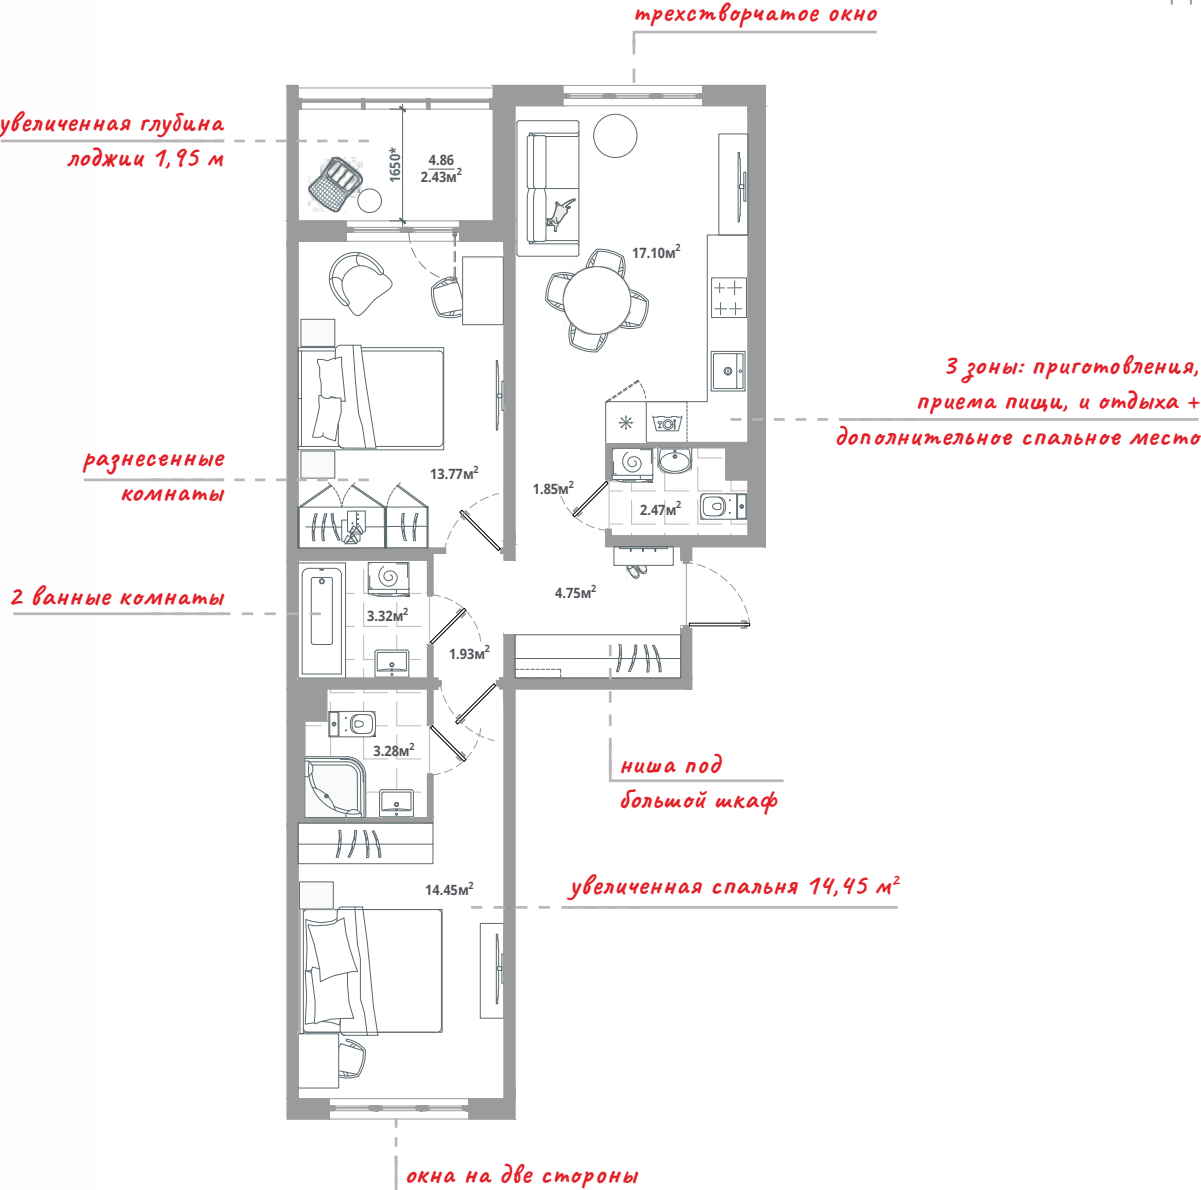 трехстворчатое окно
увеличенная глубина
лоджии 1,95 м
1650*
4.86
2.43м²
17.10м²
3 зоны: приготовления,
приема пищи, и отдыха +
дополнительное спальное место
разнесенные
комнаты
13.77м²
1.85м²
2.47м²
2 ванные комнаты
4.75м²
3.32м²
1.93м²
3.28м²
ниша под
большой шкаф
14.45м²
увеличенная спальня 14,45 м²
окна на две стороны